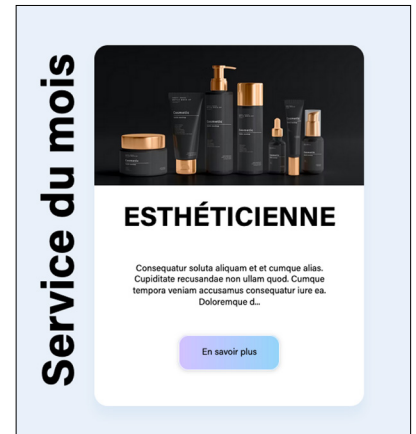 Service du mois
ESTHÉTICIENNE
Consequatur soluta aliquam et et cumque alias.
Cupiditate recusandae non ullam quod. Cumque
tempora veniam accusamus consequatur iure ea.
Doloremque d...
En savoir plus